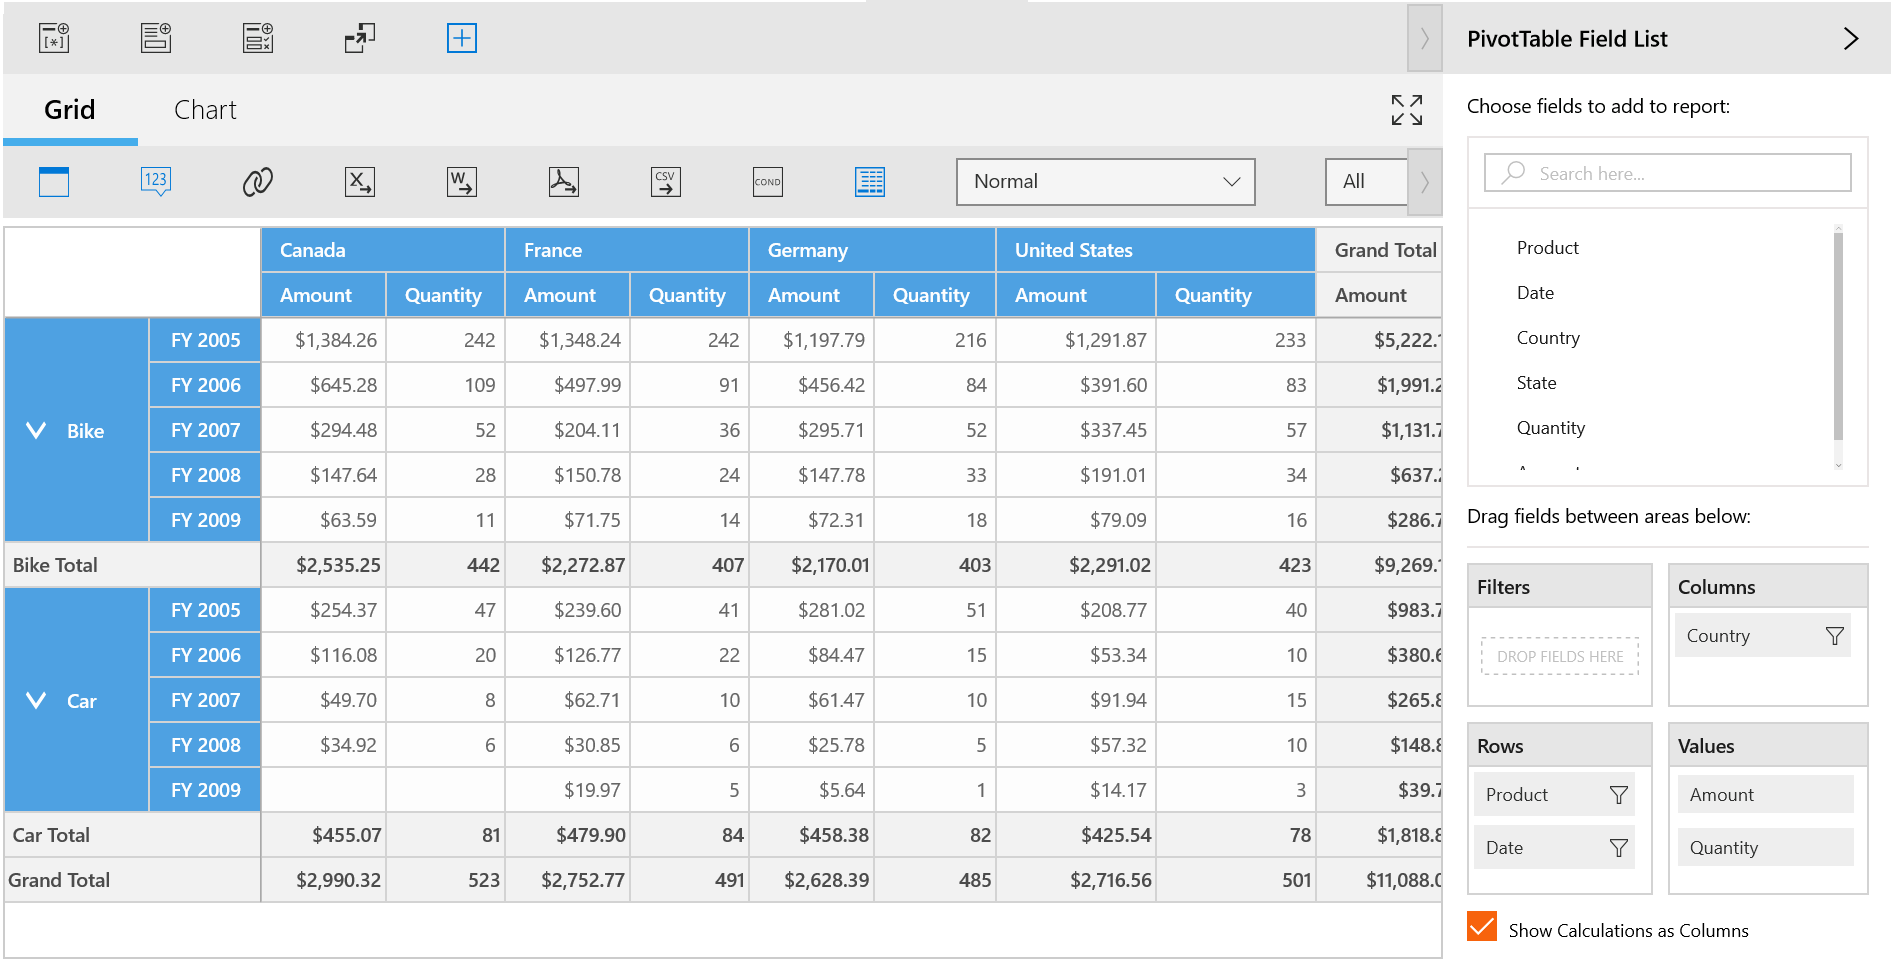 PivotTable Field List
Grid Chart
Choose fields to add to report:
123 X W CSV COND Normal All
Search here...
Canada France Germany United States Grand Total
Amount Quantity Amount Quantity Amount Quantity Amount Quantity Amount
Bike
FY 2005 $1,384.26 242 $1,348.24 242 $1,197.79 216 $1,291.87 233 $5,222.1
FY 2006 $645.28 109 $497.99 91 $456.42 84 $391.60 83 $1,991.2
FY 2007 $294.48 52 $204.11 36 $295.71 52 $337.45 57 $1,131.7
FY 2008 $147.64 28 $150.78 24 $147.78 33 $191.01 34 $637.2
FY 2009 $63.59 11 $71.75 14 $72.31 18 $79.09 16 $286.7
Bike Total $2,535.25 442 $2,272.87 407 $2,170.01 403 $2,291.02 423 $9,269.1
Car
FY 2005 $254.37 47 $239.60 41 $281.02 51 $208.77 40 $983.7
FY 2006 $116.08 20 $126.77 22 $84.47 15 $53.34 10 $380.6
FY 2007 $49.70 8 $62.71 10 $61.47 10 $91.94 15 $265.8
FY 2008 $34.92 6 $30.85 6 $25.78 5 $57.32 10 $148.8
FY 2009 $19.97 5 $5.64 1 $14.17 3 $39.7
Car Total $455.07 81 $479.90 84 $458.38 82 $425.54 78 $1,818.8
Grand Total $2,990.32 523 $2,752.77 491 $2,628.39 485 $2,716.56 501 $11,088.0
Product
Date
Country
State
Quantity
Drag fields between areas below:
Filters
DROP FIELDS HERE
Columns
Country
Rows
Product
Date
Values
Amount
Quantity
Show Calculations as Columns